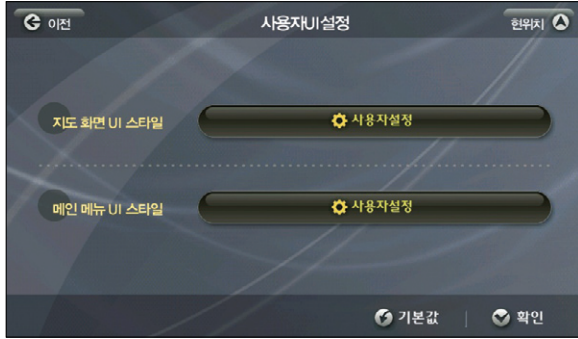 이전
사용자UI설정
현위치
지도 화면 UI 스타일
사용자설정
메인 메뉴 UI 스타일
사용자설정
기본값
확인